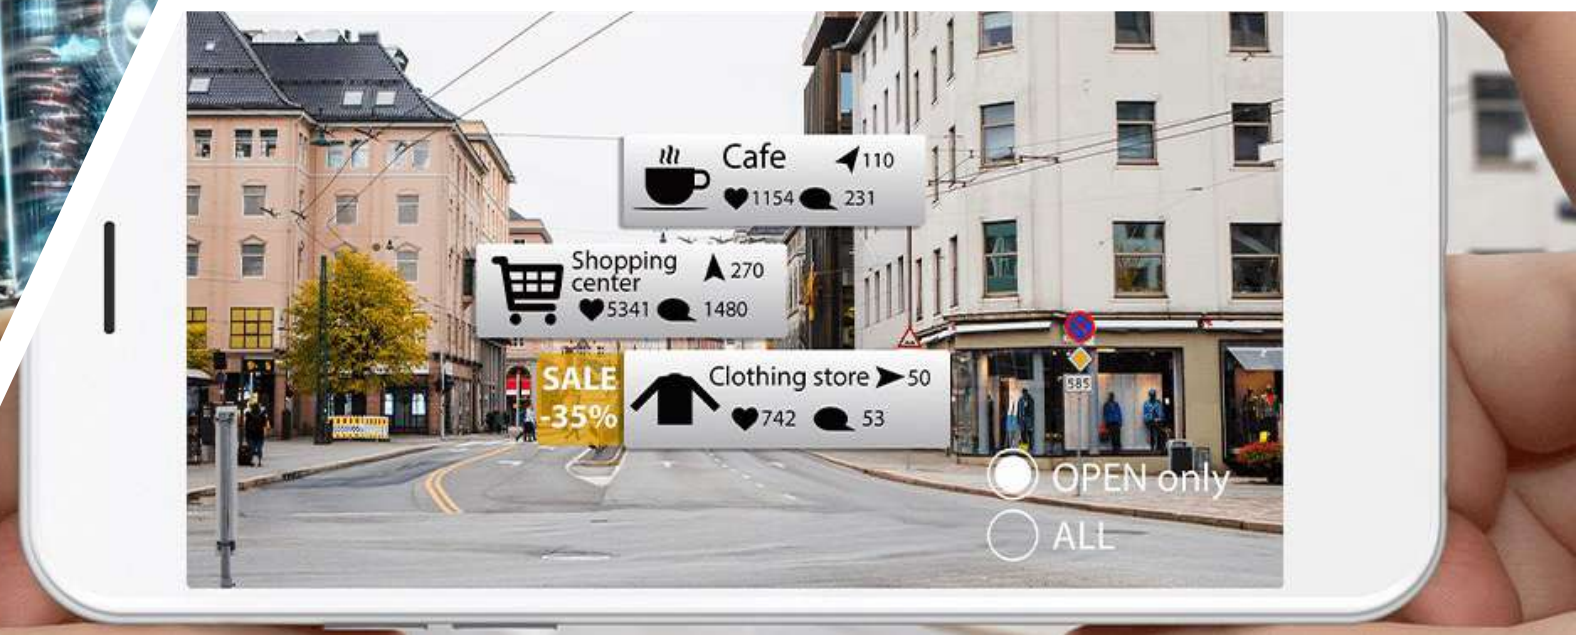 Cafe 110
1154 231
Shopping
center 270
5341 1480
SALE
-35%
Clothing store 50
742 53
585
OPEN only
ALL